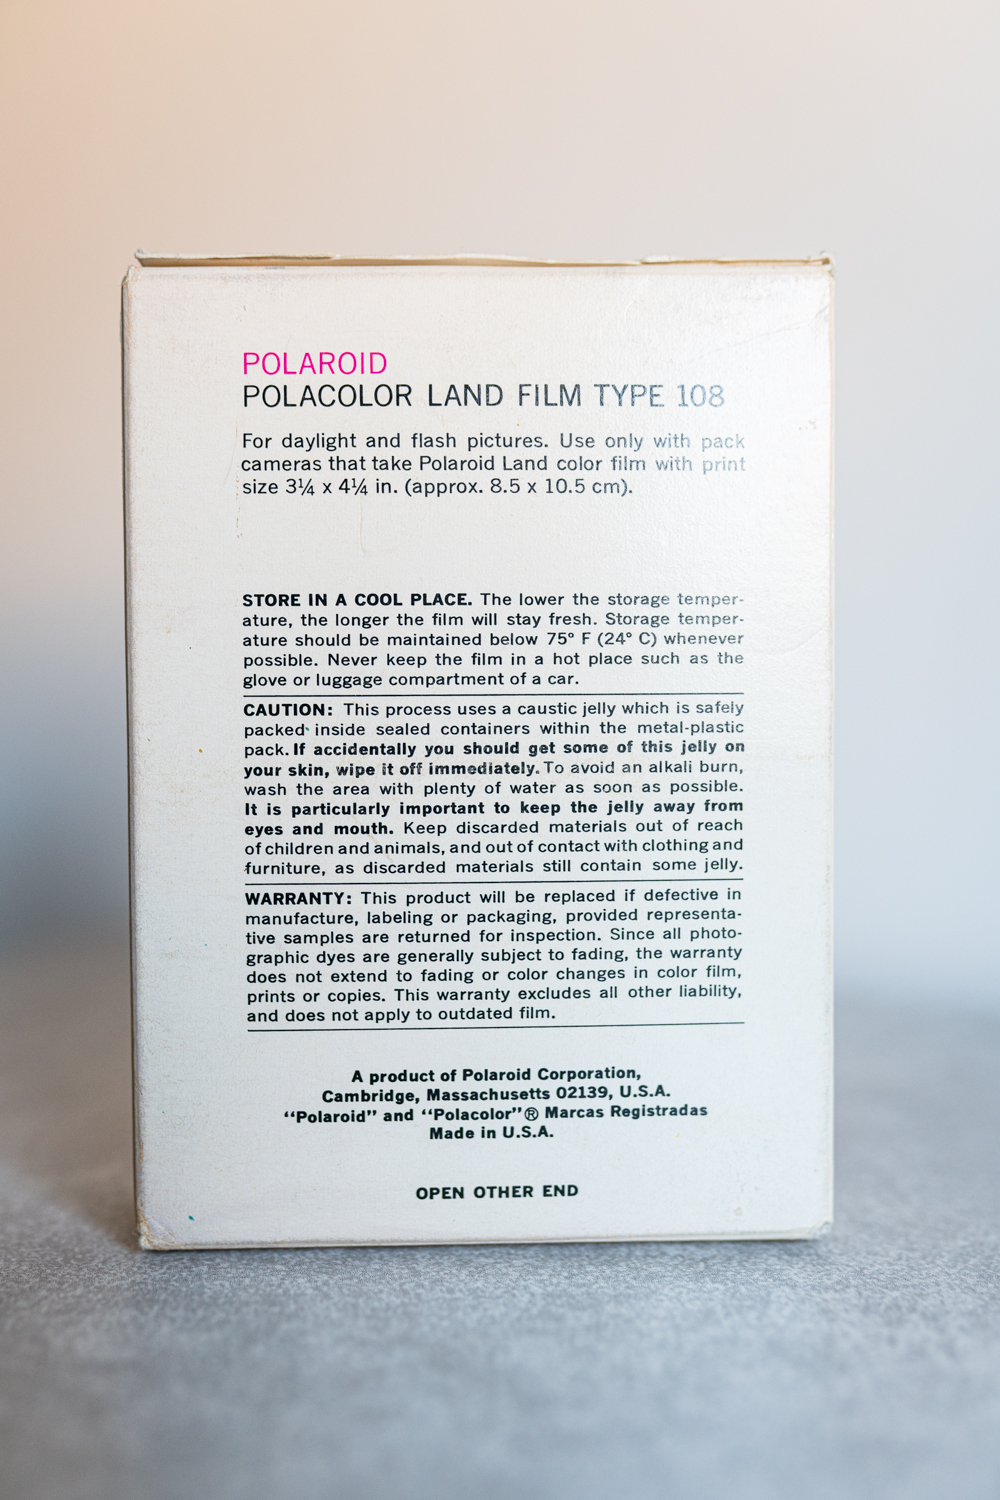 POLAROID
POLACOLOR LAND FILM TYPE 108
For daylight and flash pictures. Use only with pack
cameras that take Polaroid Land color film with print
size 3¼ x 4¼ in. (approx. 8.5 x 10.5 cm).
STORE IN A COOL PLACE. The lower the storage temper-
ature, the longer the film will stay fresh. Storage temper-
ature should be maintained below 75° F (24° C) whenever
possible. Never keep the film in a hot place such as the
glove or luggage compartment of a car.
CAUTION: This process uses a caustic jelly which is safely
packed inside sealed containers within the metal-plastic
pack. If accidentally you should get some of this jelly on
your skin, wipe it off immediately. To avoid an alkali burn,
wash the area with plenty of water as soon as possible.
It is particularly important to keep the jelly away from
eyes and mouth. Keep discarded materials out of reach
of children and animals, and out of contact with clothing and
furniture, as discarded materials still contain some jelly.
WARRANTY: This product will be replaced if defective in
manufacture, labeling or packaging, provided representa-
tive samples are returned for inspection. Since all photo-
graphic dyes are generally subject to fading, the warranty
does not extend to fading or color changes in color film,
prints or copies. This warranty excludes all other liability,
and does not apply to outdated film.
A product of Polaroid Corporation,
Cambridge, Massachusetts 02139, U.S.A.
“Polaroid” and “Polacolor”® Marcas Registradas
Made in U.S.A.
OPEN OTHER END